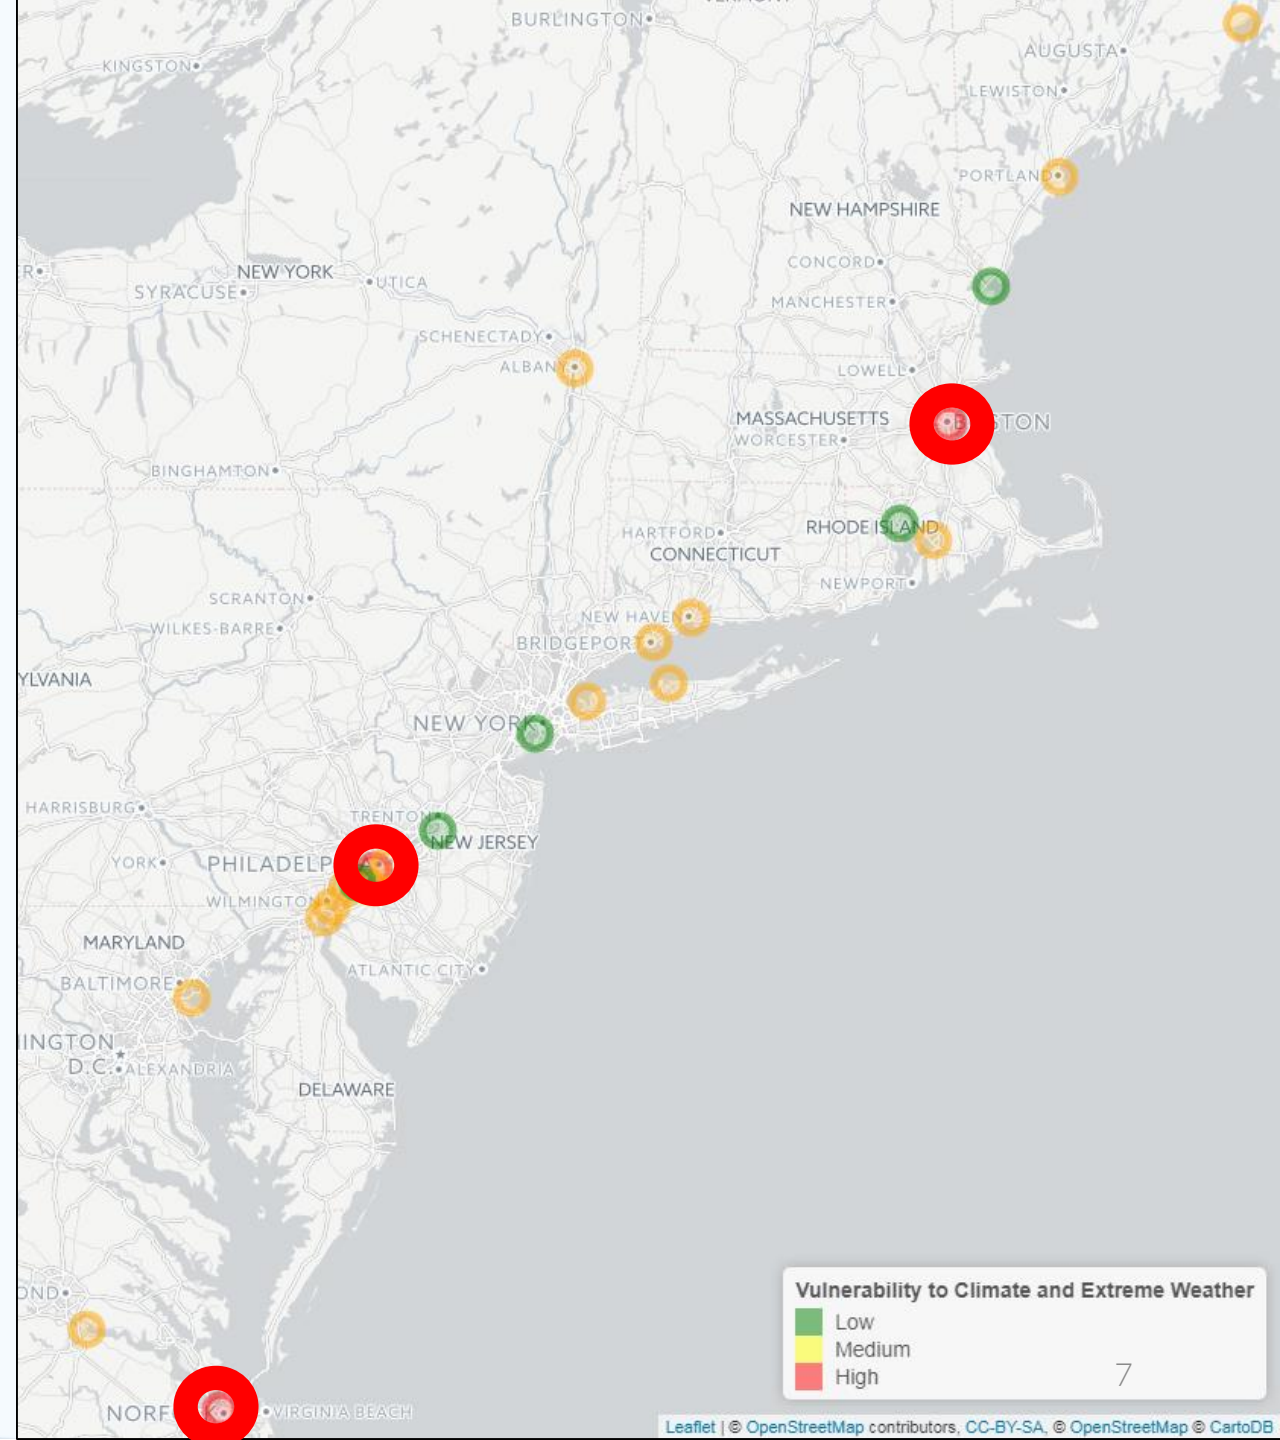 BURLINGTON
KINGSTON
AUGUSTA
LEWISTON
PORTLAND
NEW HAMPSHIRE
CONCORD
NEW YORK
UTICA
SYRACUSE
MANCHESTER
SCHENECTADY
ALBANY
LOWELL
MASSACHUSETTS
STON
WORCESTER
BINGHAMTON
RHODE ISLAND
HARTFORD
CONNECTICUT
NEWPORT
SCRANTON
NEW HAVEN
WILKES-BARRE
BRIDGEPORT
YLVANIA
NEW YORK
HARRISBURG
TRENTON
NEW JERSEY
YORK
PHILADELP
WILMINGTON
MARYLAND
ATLANTIC CITY
BALTIMORE
INGTON
D.C.
ALEXANDRIA
DELAWARE
OND
Vulnerability to Climate and Extreme Weather
Low
Medium
High
7
NORF
VIRGINIA BEACH
Leaflet | © OpenStreetMap contributors, CC-BY-SA, © OpenStreetMap © CartoDB